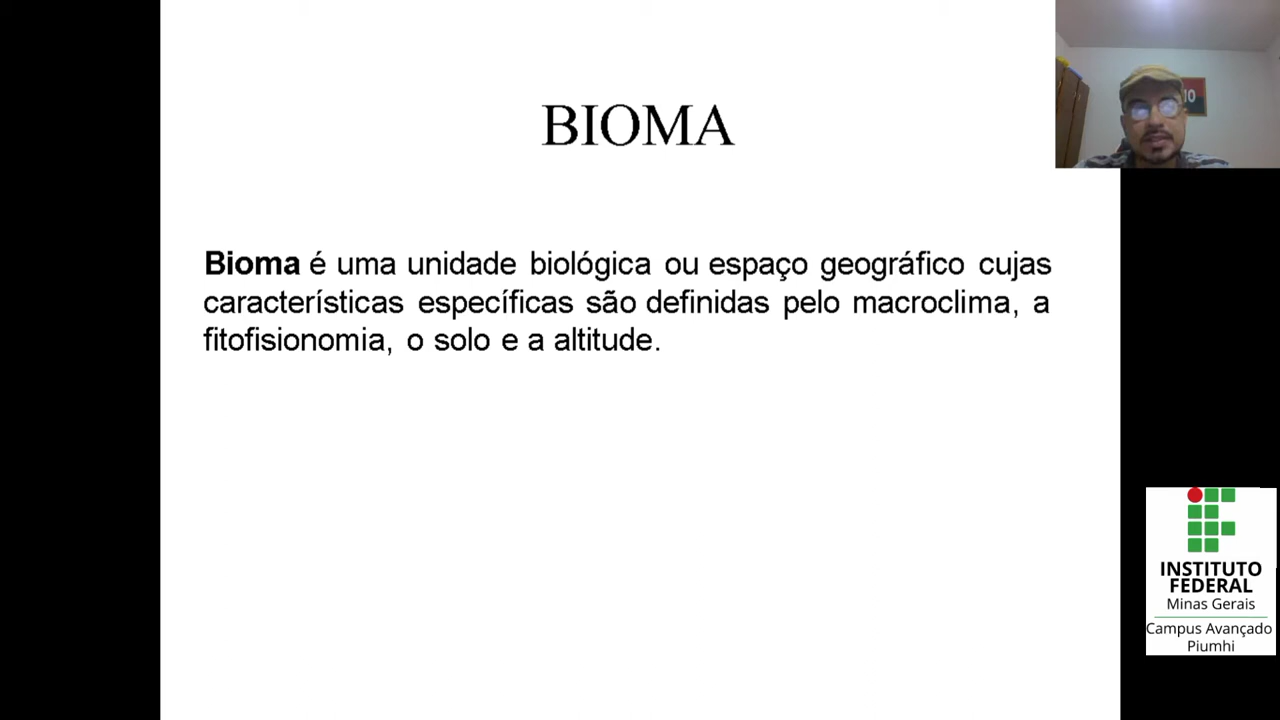 BIOMA
Bioma é uma unidade biológica ou espaço geográfico cujas
características específicas são definidas pelo macroclima, a
fitofisionomia, o solo e a altitude.
INSTITUTO
FEDERAL
Minas Gerais
Campus Avançado
Piumhi